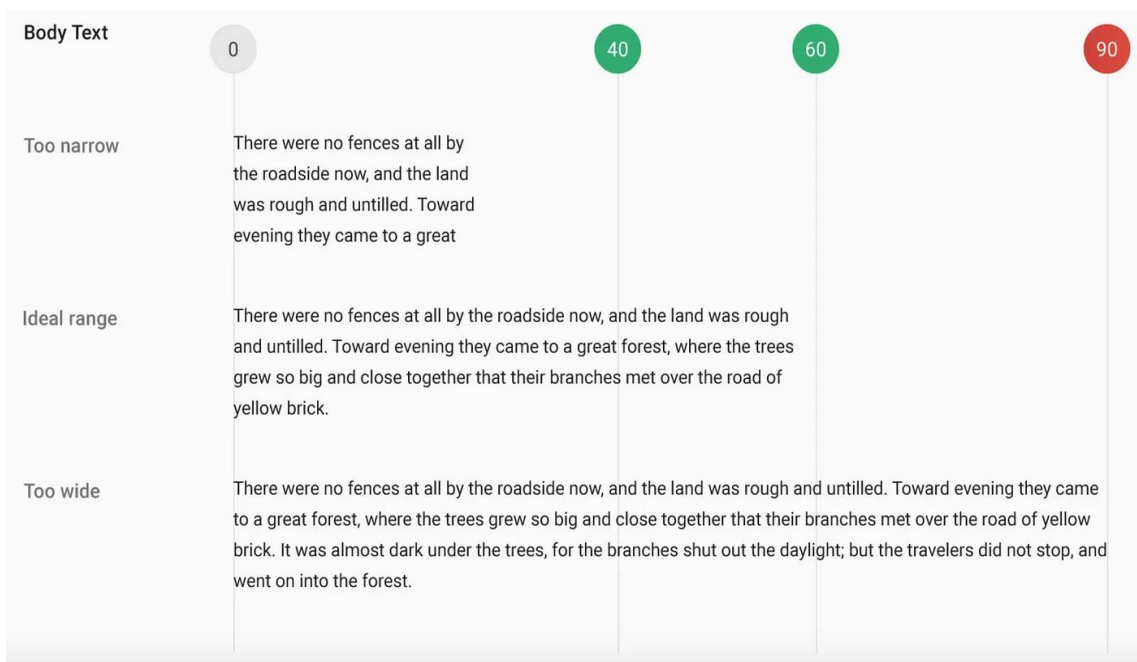 Body Text
0
40
60
90
Too narrow
There were no fences at all by
the roadside now, and the land
was rough and untilled. Toward
evening they came to a great
Ideal range
There were no fences at all by the roadside now, and the land was rough
and untilled. Toward evening they came to a great forest, where the trees
grew so big and close together that their branches met over the road of
yellow brick.
Too wide
There were no fences at all by the roadside now, and the land was rough and untilled. Toward evening they came
to a great forest, where the trees grew so big and close together that their branches met over the road of yellow
brick. It was almost dark under the trees, for the branches shut out the daylight; but the travelers did not stop, and
went on into the forest.